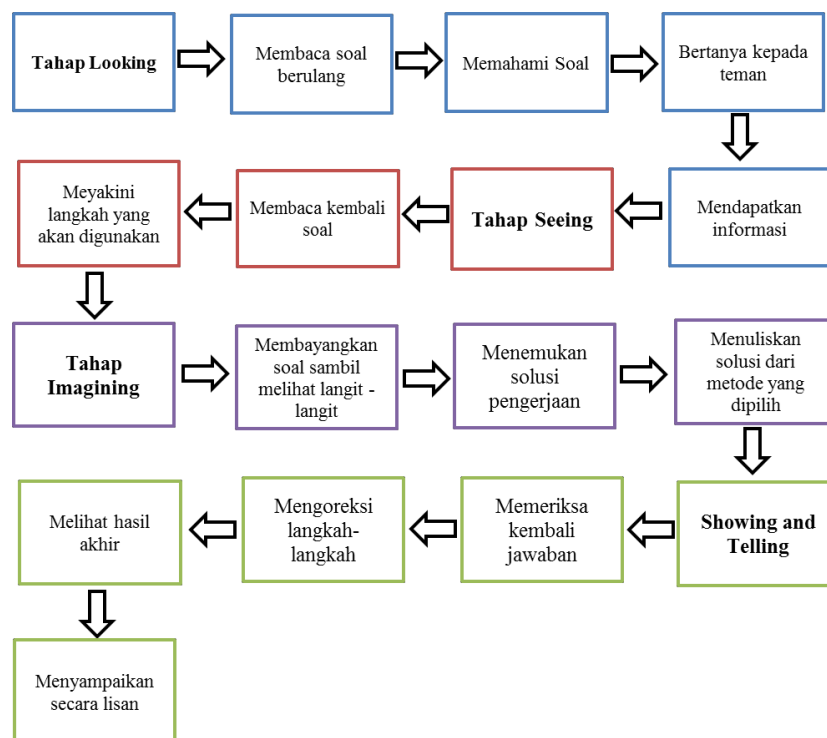 Tahap Looking
Membaca soal
berulang
Memahami Soal
Bertanya kepada
teman
Mendapatkan
informasi
Tahap Seeing
Membaca kembali
soal
Meyakini
langkah yang
akan digunakan
Tahap
Imagining
Membayangkan
soal sambil
melihat langit -
langit
Menemukan
solusi
pengerjaan
Menuliskan
solusi dari
metode yang
dipilih
Showing and
Telling
Memeriksa
kembali
jawaban
Mengoreksi
langkah-
langkah
Melihat hasil
akhir
Menyampaikan
secara lisan